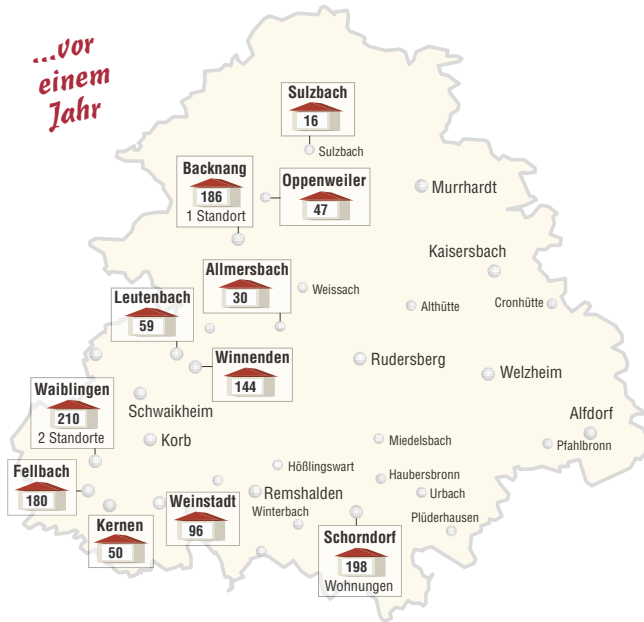 ...vor
einem
Jahr
Sulzbach
16
Sulzbach
Backnang
186
1 Standort
Oppenweiler
47
Murrhardt
Kaisersbach
Allmersbach
30
Weissach
Althütte
Cronhütte
Leutenbach
59
Winnenden
144
Rudersberg
Welzheim
Waiblingen
210
2 Standorte
Schwaikheim
Korb
Alfdorf
Pfahlbronn
Miedelsbach
Fellbach
180
Hößlingswart
Haubersbronn
Urbach
Kernen
50
Weinstadt
96
Remshalden
Winterbach
Plüderhausen
Schorndorf
198
Wohnungen